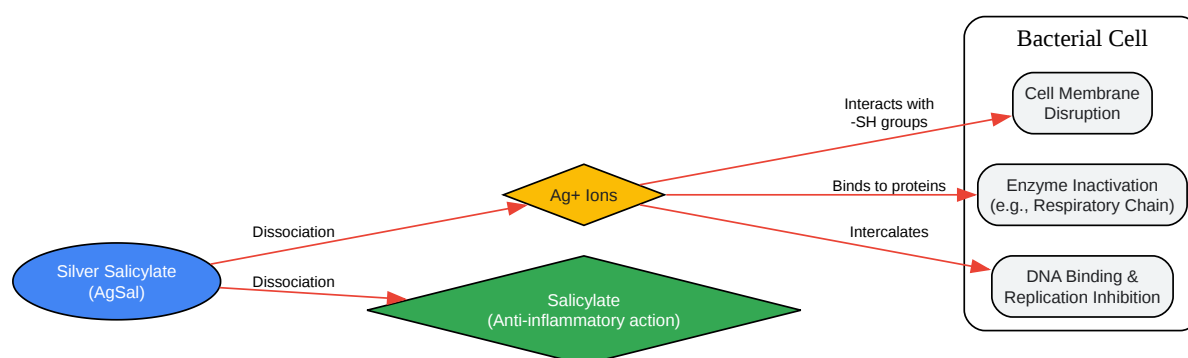 Bacterial Cell
Cell Membrane
Disruption
Interacts with
-SH groups
Ag+ Ions
Binds to proteins
Enzyme Inactivation
(e.g., Respiratory Chain)
Dissociation
Intercalates
Silver Salicylate
(AgSal)
Dissociation
Salicylate
(Anti-inflammatory action)
DNA Binding &
Replication Inhibition